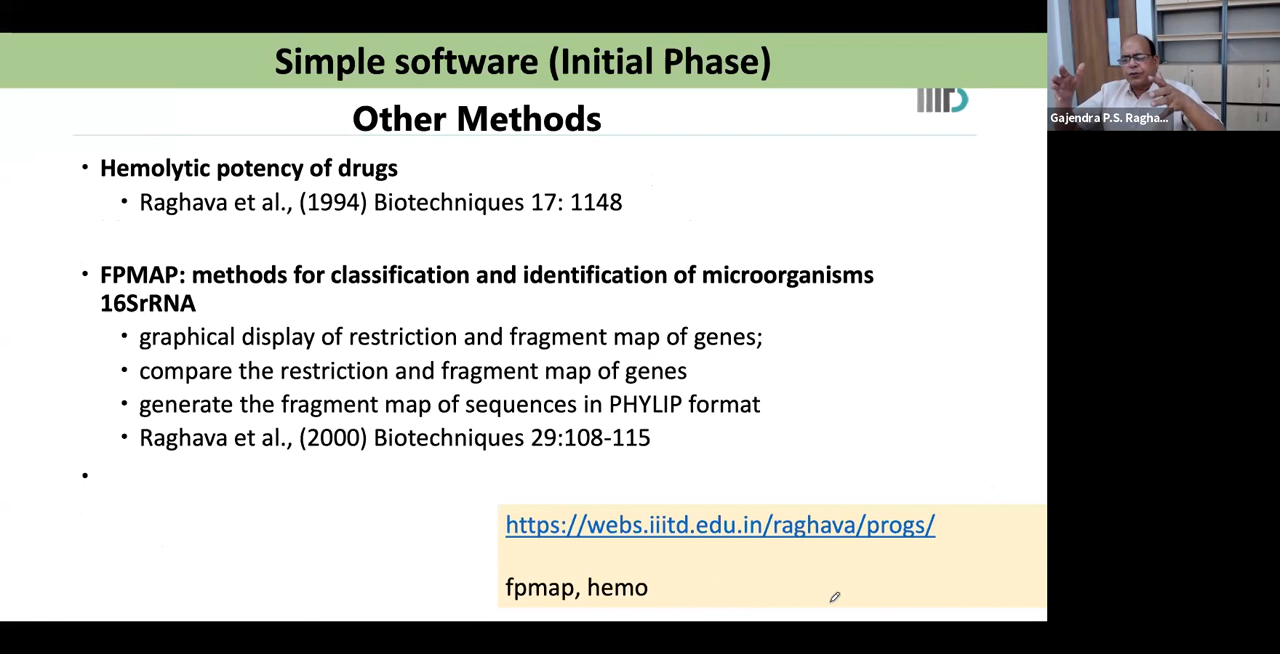 Simple software (Initial Phase)
Other Methods
Gajendra P.S. Ragha...
• Hemolytic potency of drugs
• Raghava et al., (1994) Biotechniques 17: 1148
• FPMAP: methods for classification and identification of microorganisms
16SrRNA
• graphical display of restriction and fragment map of genes;
• compare the restriction and fragment map of genes
• generate the fragment map of sequences in PHYLIP format
• Raghava et al., (2000) Biotechniques 29:108-115
•
https://webs.iiitd.edu.in/raghava/progs/
fpmap, hemo